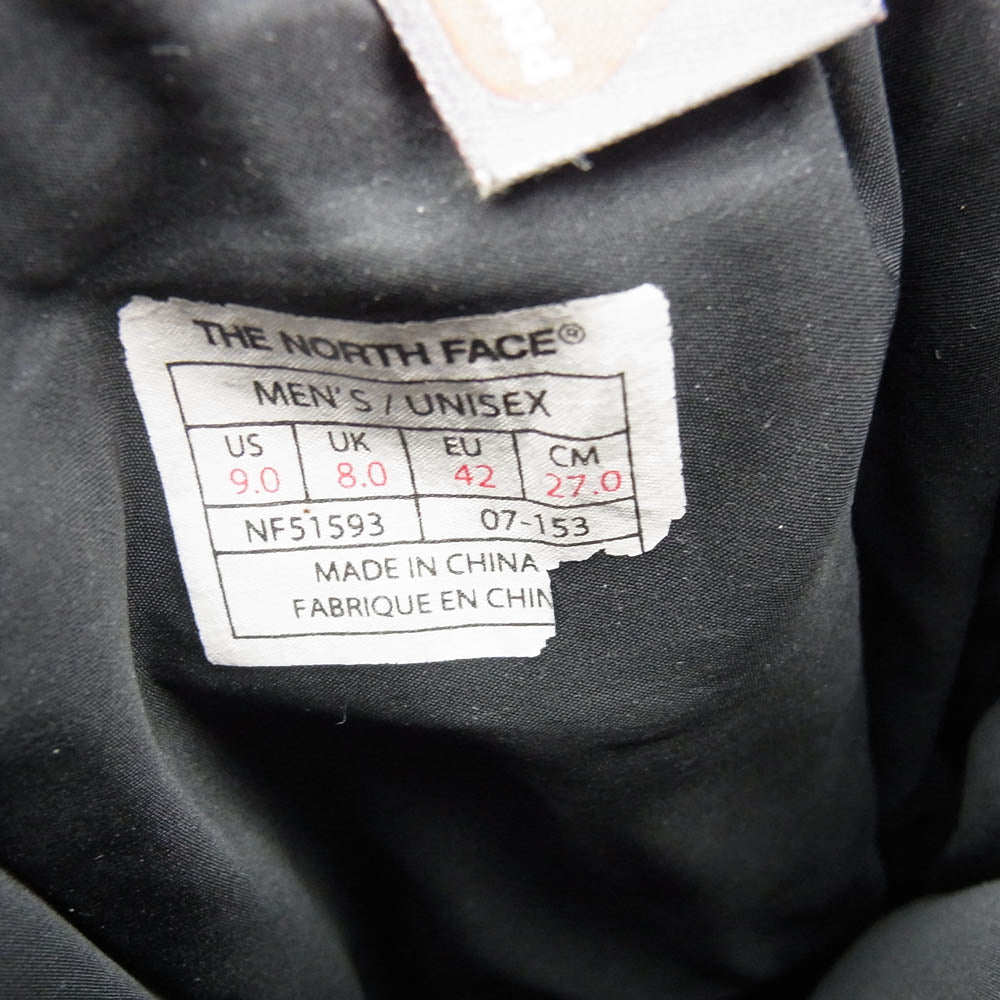 THE NORTH FACE®
MEN'S / UNISEX
US UK EU CM
9.0 8.0 42 27.0
NF51593 07-153
MADE IN CHINA
FABRIQUE EN CHIN